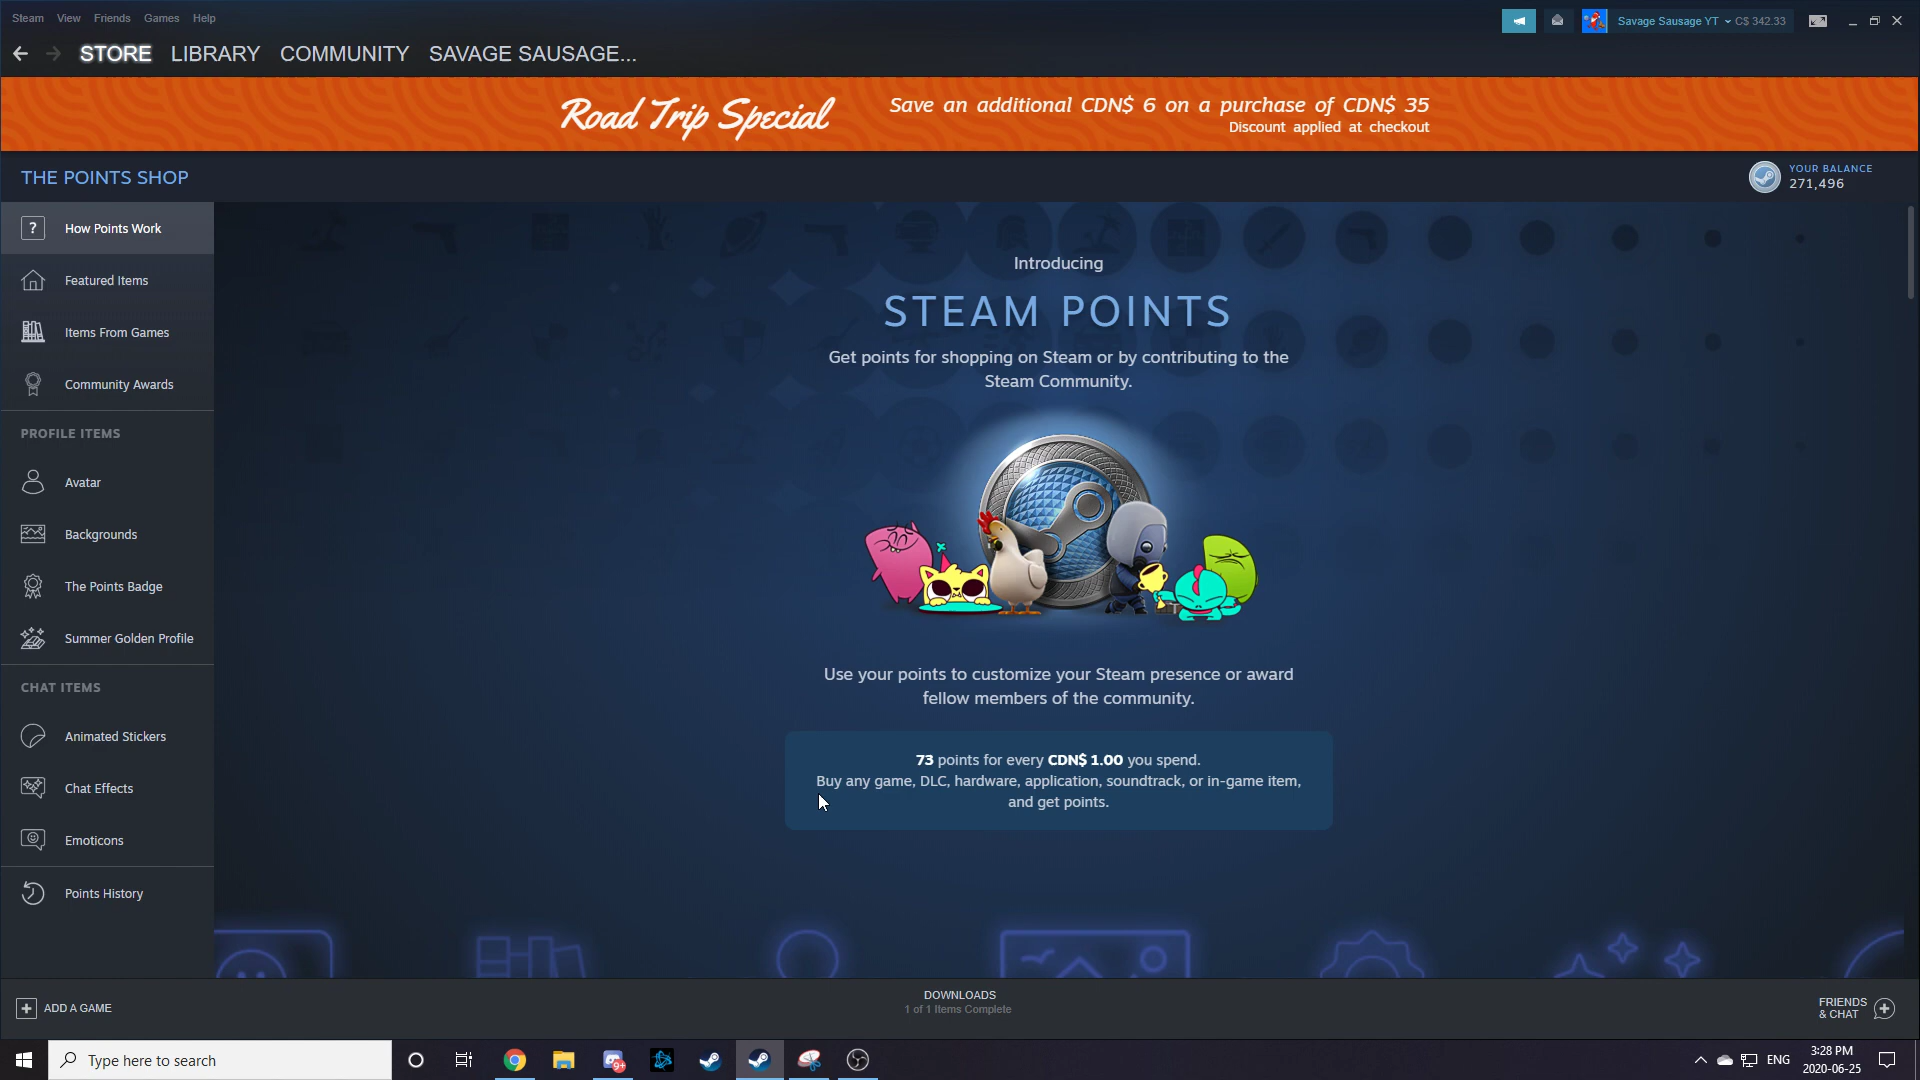 Steam View Friends Games Help
Savage Sausage YT C$ 342.33
STORE LIBRARY COMMUNITY SAVAGE SAUSAGE...
Road Trip Special
Save an additional CDN$ 6 on a purchase of CDN$ 35
Discount applied at checkout
THE POINTS SHOP
YOUR BALANCE
271,496
? How Points Work
Featured Items
Items From Games
Community Awards
PROFILE ITEMS
Avatar
Backgrounds
The Points Badge
Summer Golden Profile
CHAT ITEMS
Animated Stickers
Chat Effects
Emoticons
Points History
Introducing
STEAM POINTS
Get points for shopping on Steam or by contributing to the
Steam Community.
Use your points to customize your Steam presence or award
fellow members of the community.
73 points for every CDN$ 1.00 you spend.
Buy any game, DLC, hardware, application, soundtrack, or in-game item,
and get points.
ADD A GAME
DOWNLOADS
1 of 1 Items Complete
FRIENDS
& CHAT
Type here to search
9+
ENG
3:28 PM
2020-06-25